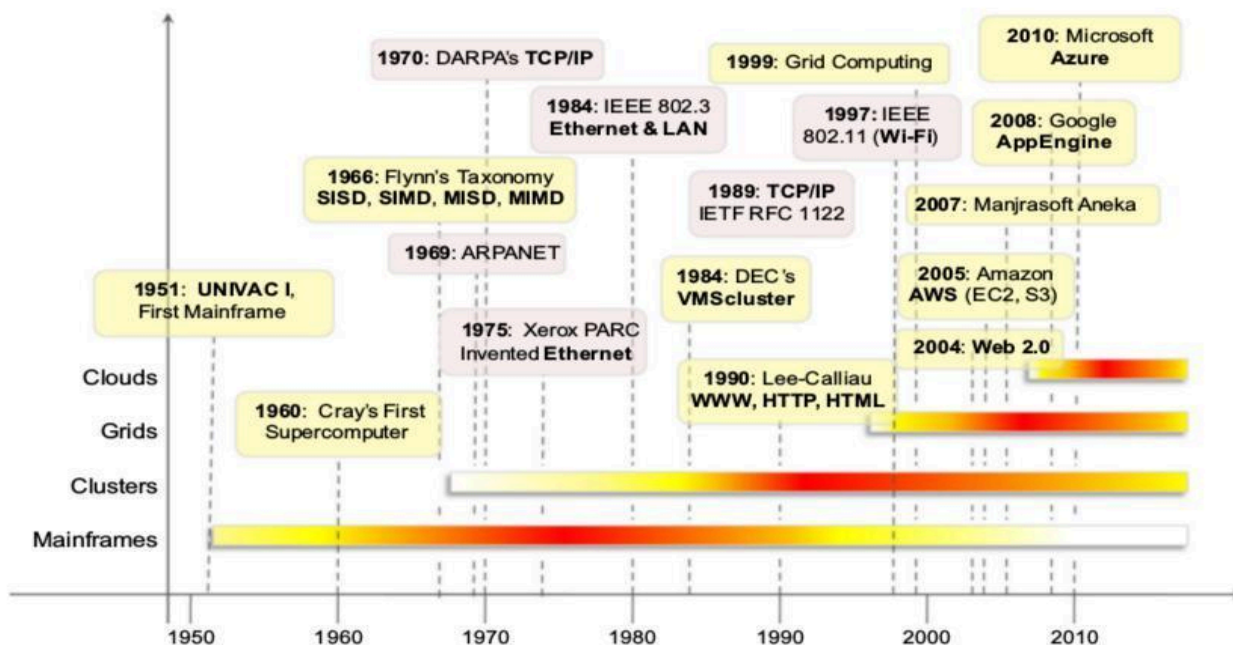 2010: Microsoft
Azure
1970: DARPA's TCP/IP
1999: Grid Computing
1984: IEEE 802.3
Ethernet & LAN
1997: IEEE
802.11 (Wi-Fi)
2008: Google
AppEngine
1966: Flynn's Taxonomy
SISD, SIMD, MISD, MIMD
1989: TCP/IP
IETF RFC 1122
2007: Manjrasoft Aneka
1969: ARPANET
1951: UNIVAC I,
First Mainframe
1984: DEC's
VMScluster
2005: Amazon
AWS (EC2, S3)
1975: Xerox PARC
Invented Ethernet
2004: Web 2.0
Clouds
1990: Lee-Calliau
WWW, HTTP, HTML
1960: Cray's First
Supercomputer
Grids
Clusters
Mainframes
1950 1960 1970 1980 1990 2000 2010